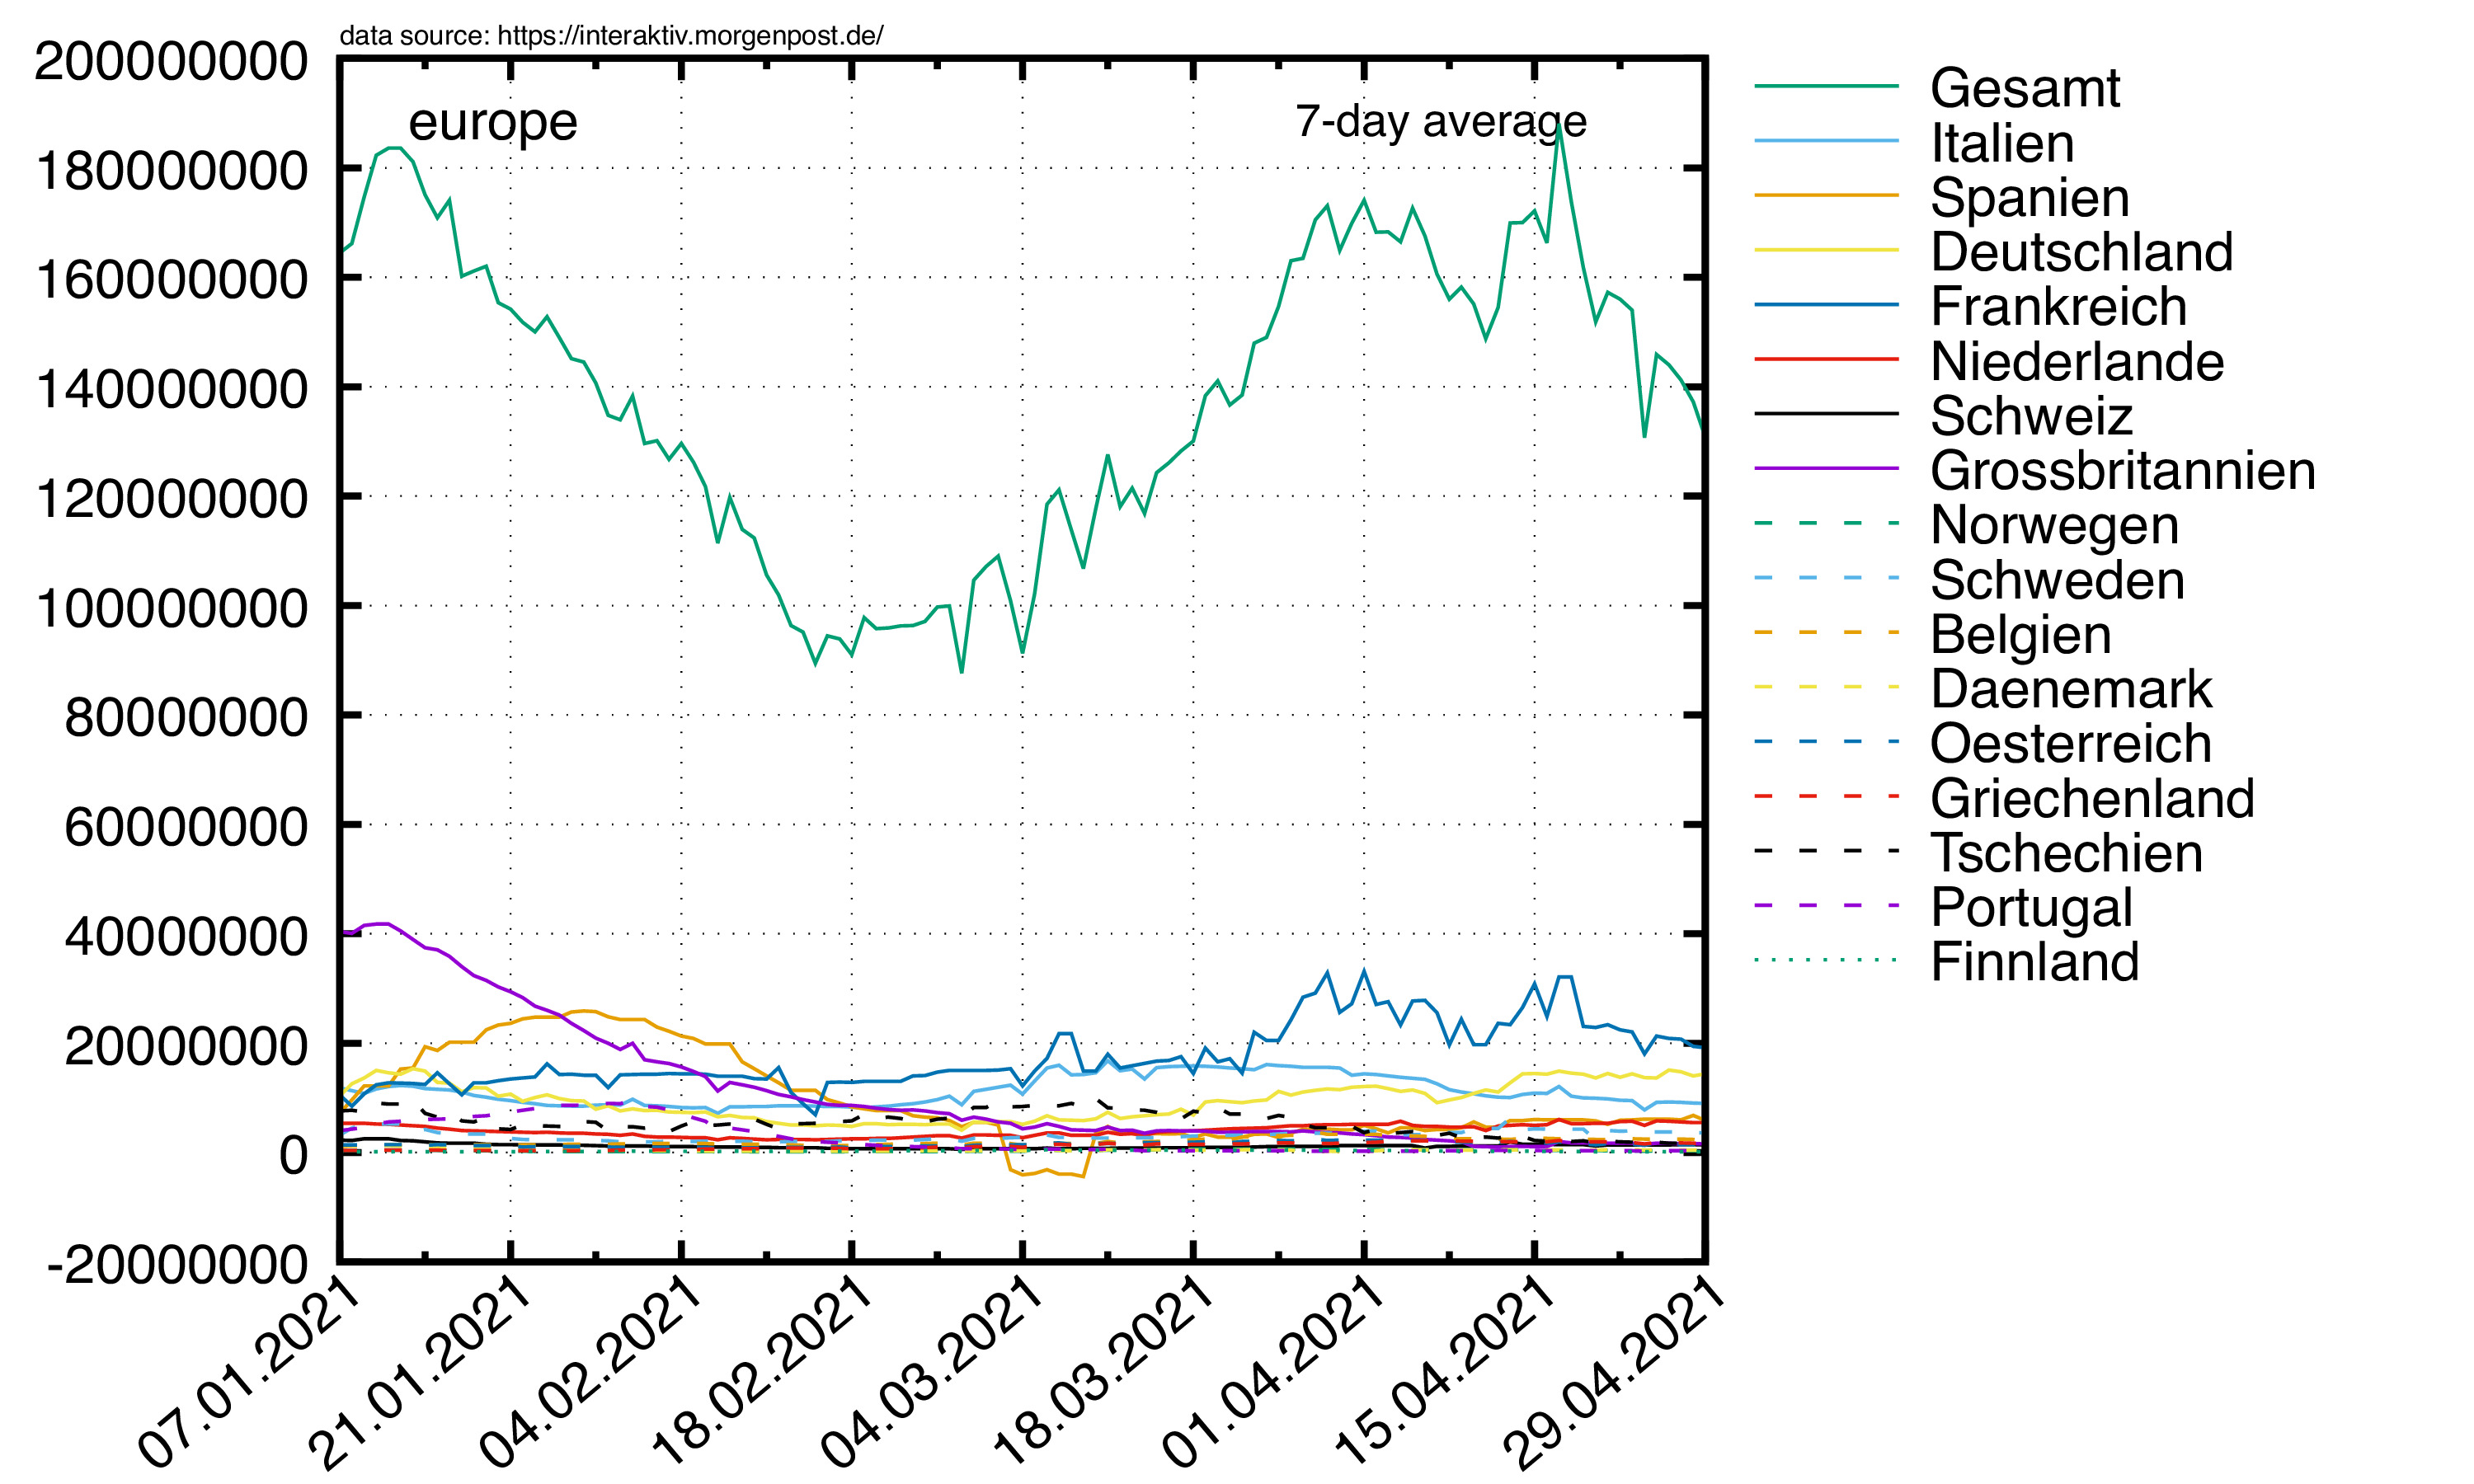 data source: https://interaktiv.morgenpost.de/
europe
7-day average
200000000
180000000
160000000
140000000
120000000
100000000
80000000
60000000
40000000
20000000
0
-20000000
07.01.2021
21.01.2021
04.02.2021
18.02.2021
04.03.2021
18.03.2021
01.04.2021
15.04.2021
29.04.2021
Gesamt
Italien
Spanien
Deutschland
Frankreich
Niederlande
Schweiz
Grossbritannien
Norwegen
Schweden
Belgien
Daenemark
Oesterreich
Griechenland
Tschechien
Portugal
Finnland